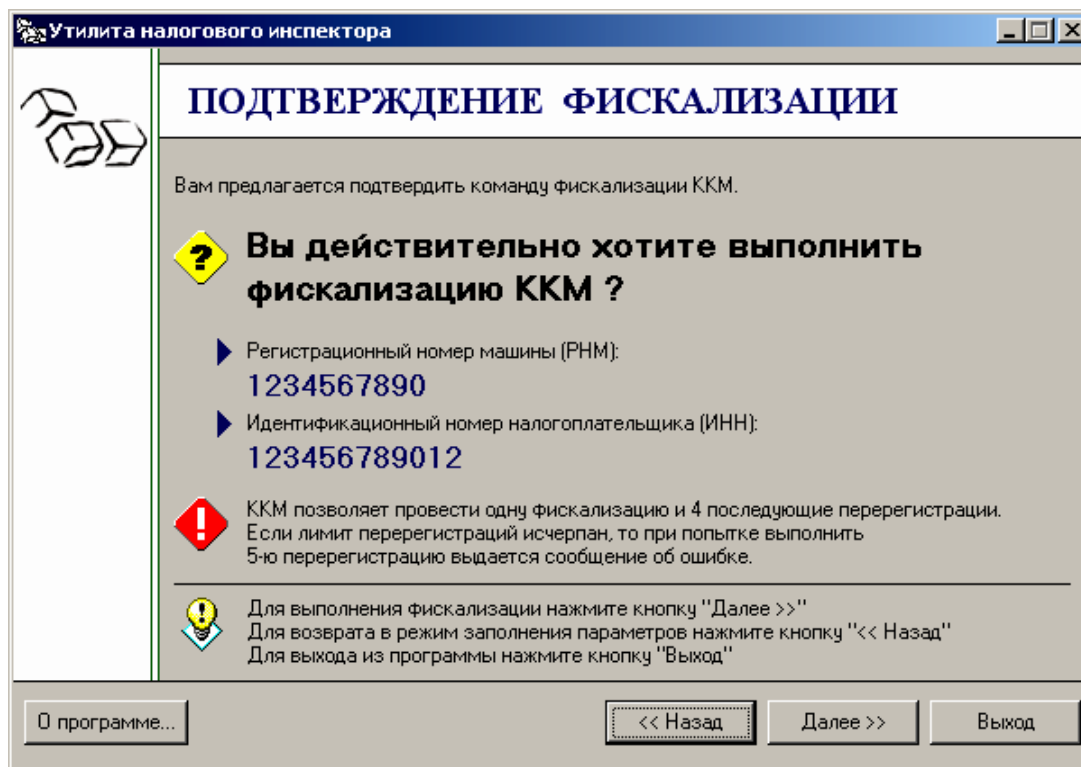 Утилита налогового инспектора
ПОДТВЕРЖДЕНИЕ ФИСКАЛИЗАЦИИ
Вам предлагается подтвердить команду фискализации ККМ.
Вы действительно хотите выполнить
фискализацию ККМ ?
Регистрационный номер машины (РНМ):
1234567890
Идентификационный номер налогоплательщика (ИНН):
123456789012
ККМ позволяет провести одну фискализацию и 4 последующие перерегистрации.
Если лимит перерегистраций исчерпан, то при попытке выполнить
5-ю перерегистрацию выдается сообщение об ошибке.
Для выполнения фискализации нажмите кнопку "Далее >>"
Для возврата в режим заполнения параметров нажмите кнопку "<< Назад"
Для выхода из программы нажмите кнопку "Выход"
О программе... << Назад Далее >> Выход